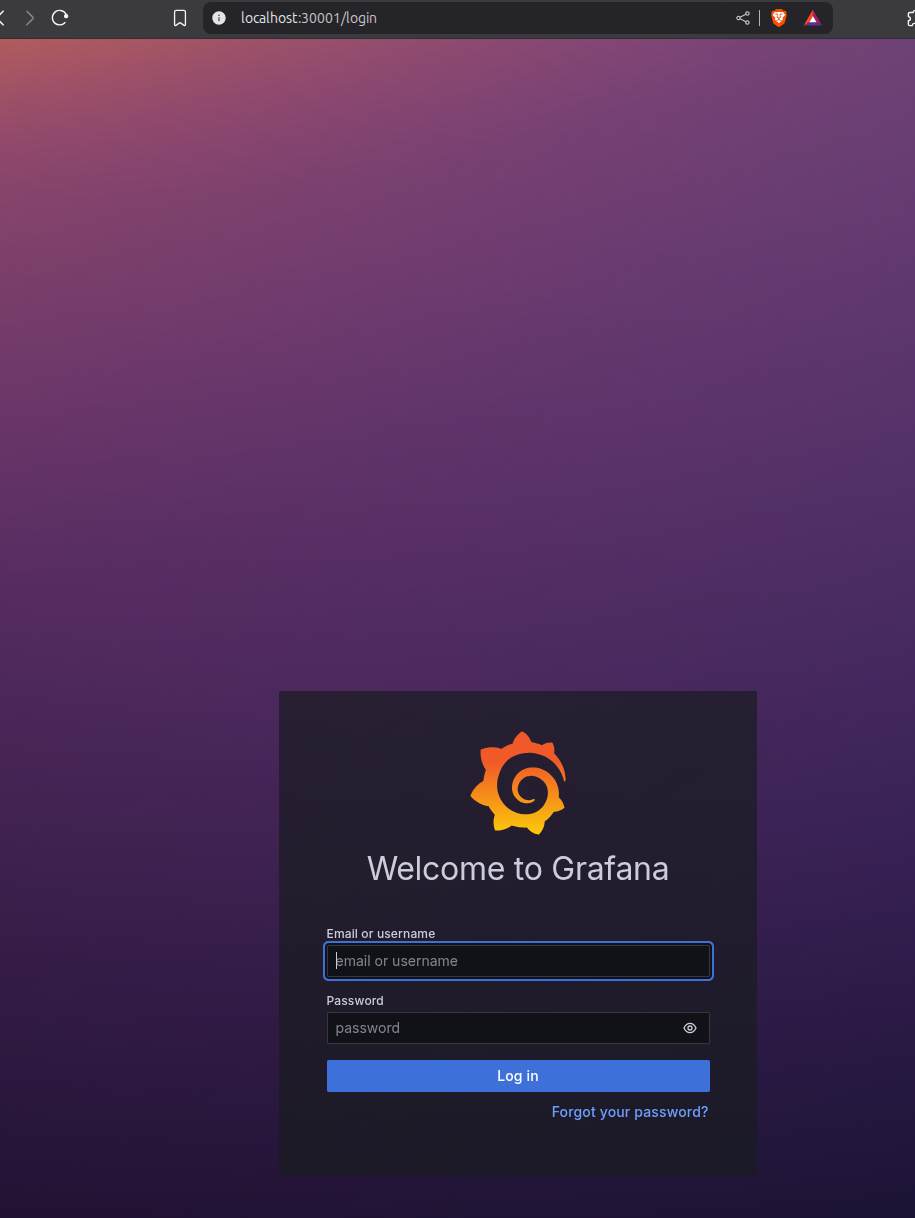 localhost:30001/login
Welcome to Grafana
Email or username
email or username
Password
password
Log in
Forgot your password?